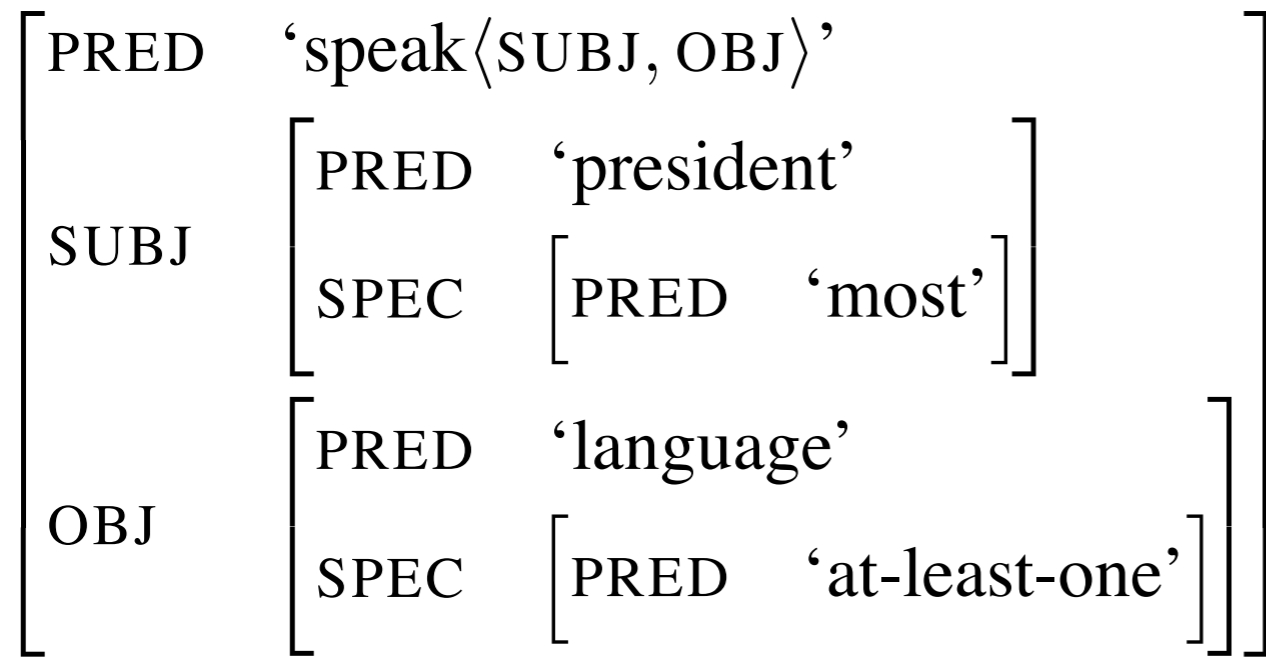 PRED ‘speak⟨SUBJ, OBJ⟩’
PRED ‘president’
SUBJ
SPEC PRED ‘most’
PRED ‘language’
OBJ
SPEC PRED ‘at-least-one’